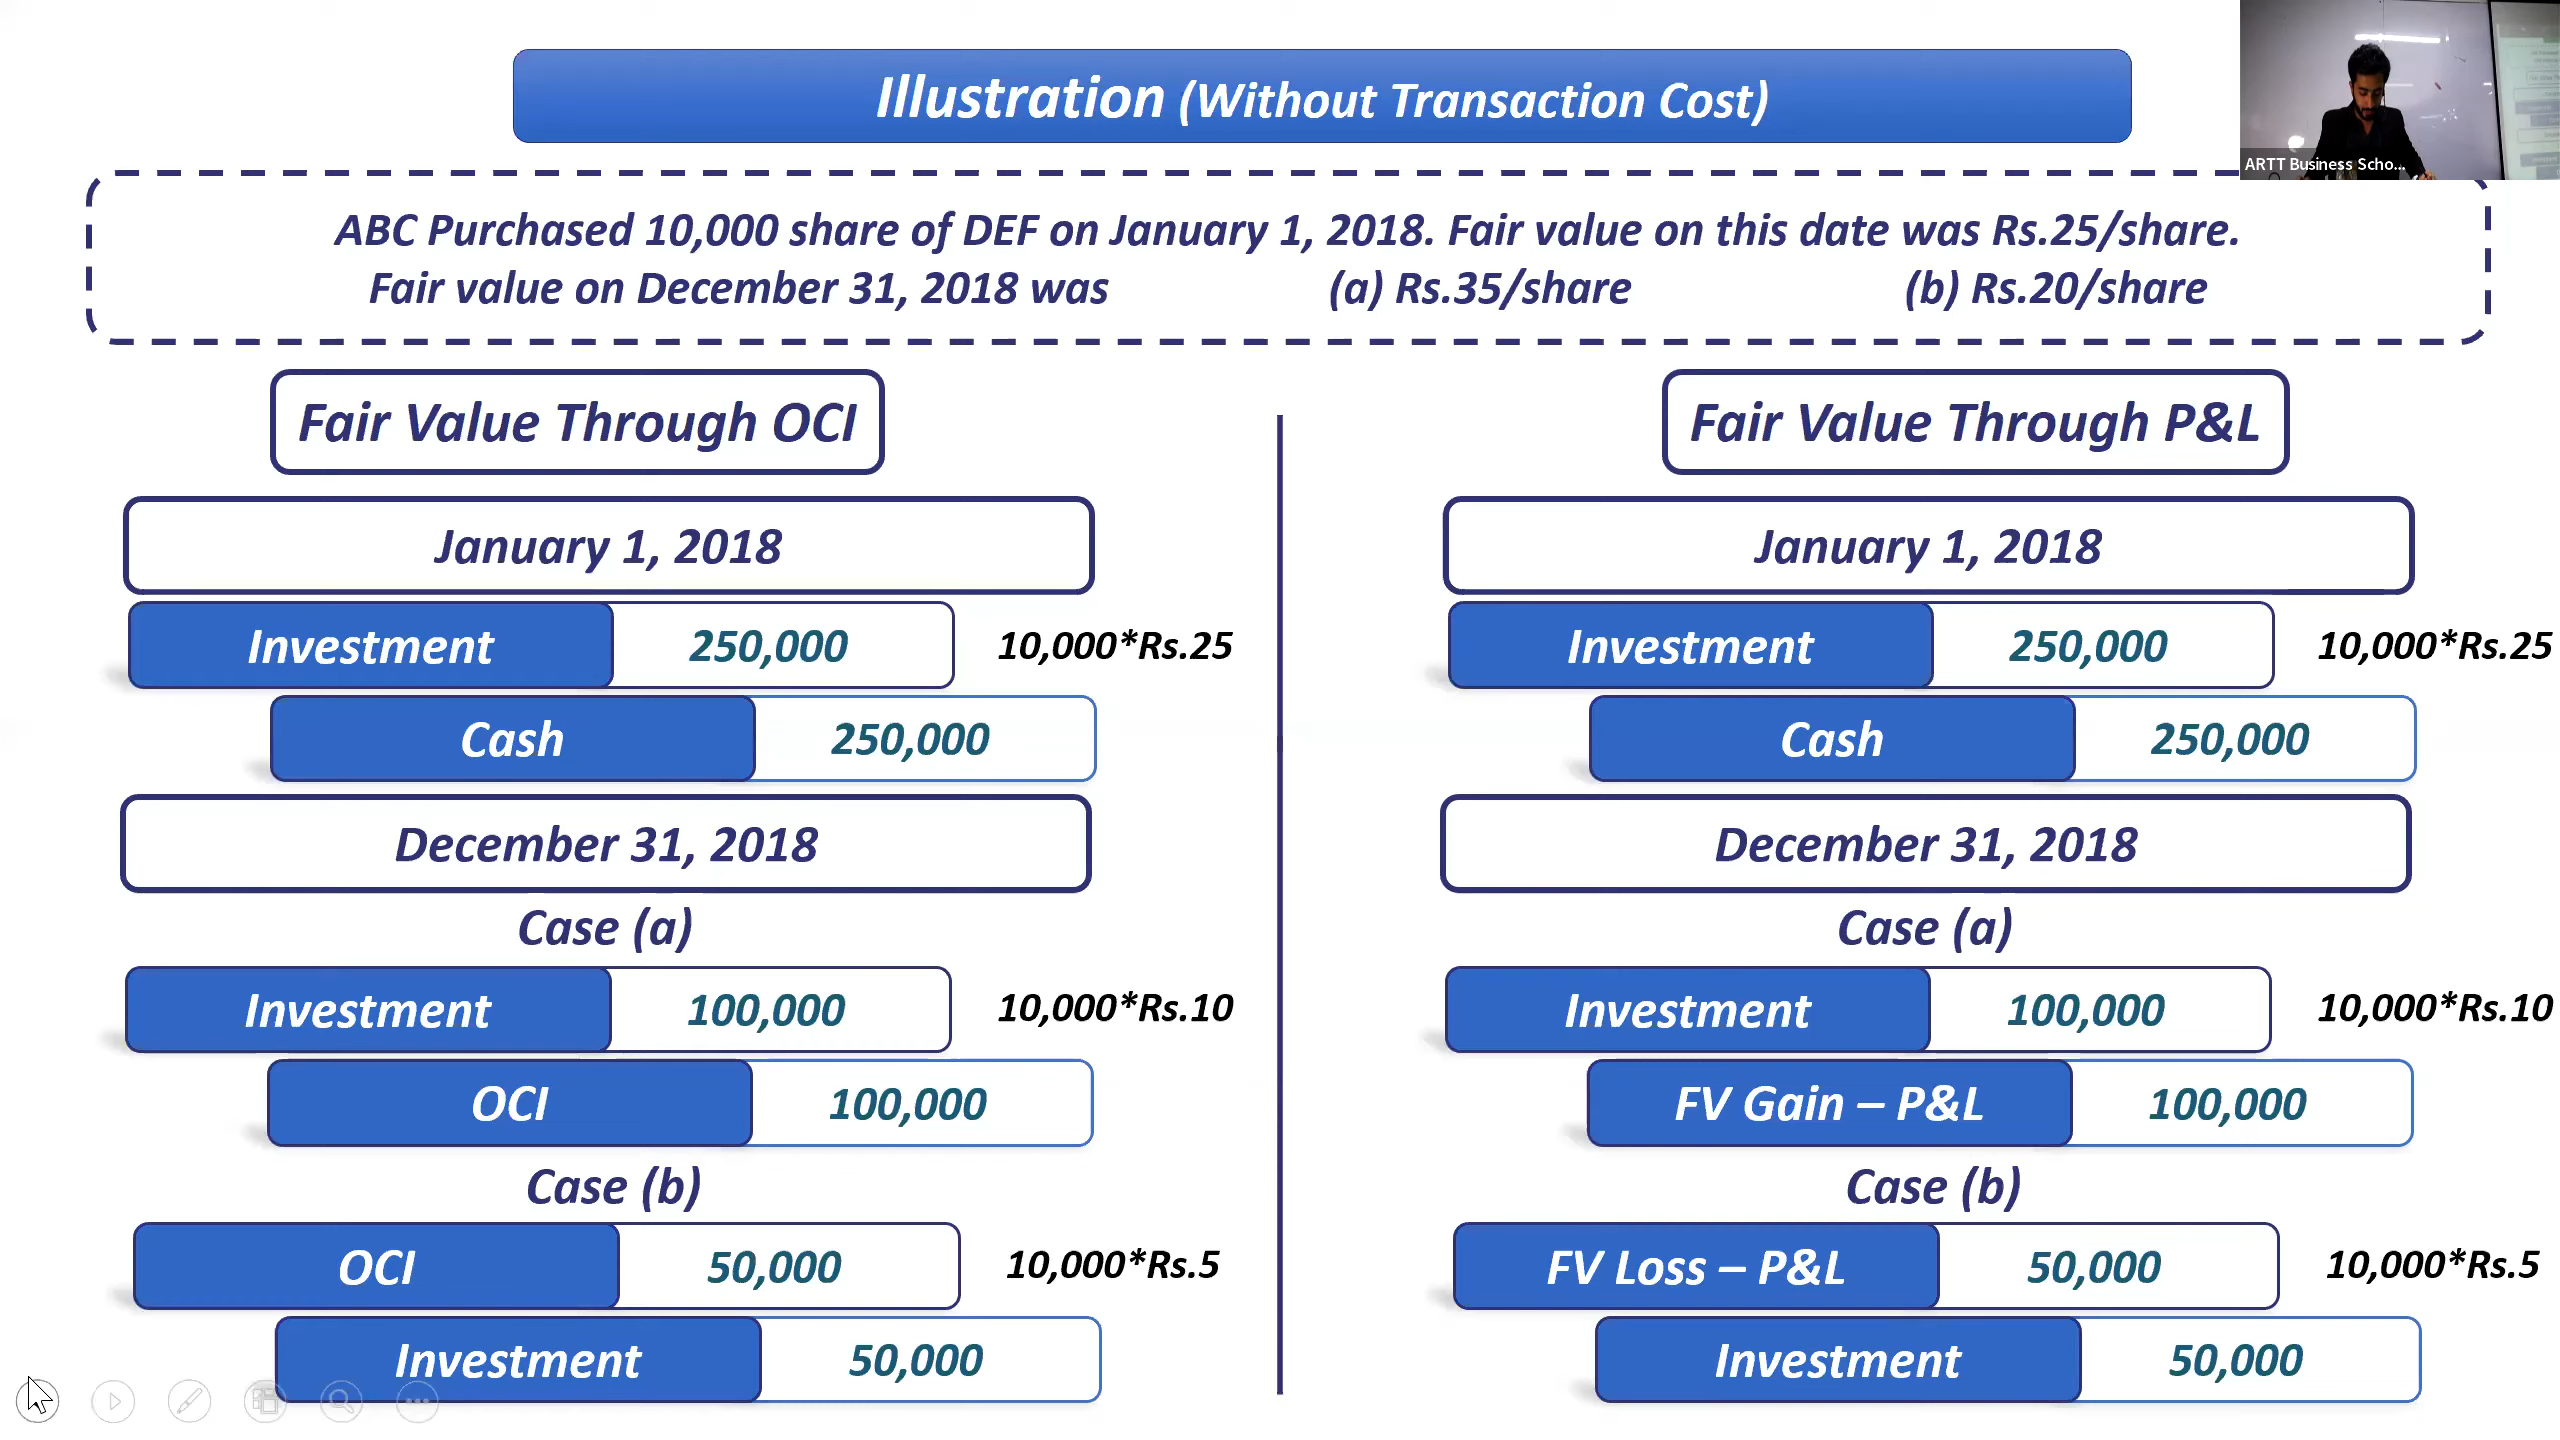 Illustration (Without Transaction Cost)
ARTT Business Scho...
ABC Purchased 10,000 share of DEF on January 1, 2018. Fair value on this date was Rs.25/share.
Fair value on December 31, 2018 was (a) Rs.35/share (b) Rs.20/share
Fair Value Through OCI
January 1, 2018
Investment 250,000 10,000*Rs.25
Cash 250,000
December 31, 2018
Case (a)
Investment 100,000 10,000*Rs.10
OCI 100,000
Case (b)
OCI 50,000 10,000*Rs.5
Investment 50,000
Fair Value Through P&L
January 1, 2018
Investment 250,000 10,000*Rs.25
Cash 250,000
December 31, 2018
Case (a)
Investment 100,000 10,000*Rs.10
FV Gain – P&L 100,000
Case (b)
FV Loss – P&L 50,000 10,000*Rs.5
Investment 50,000